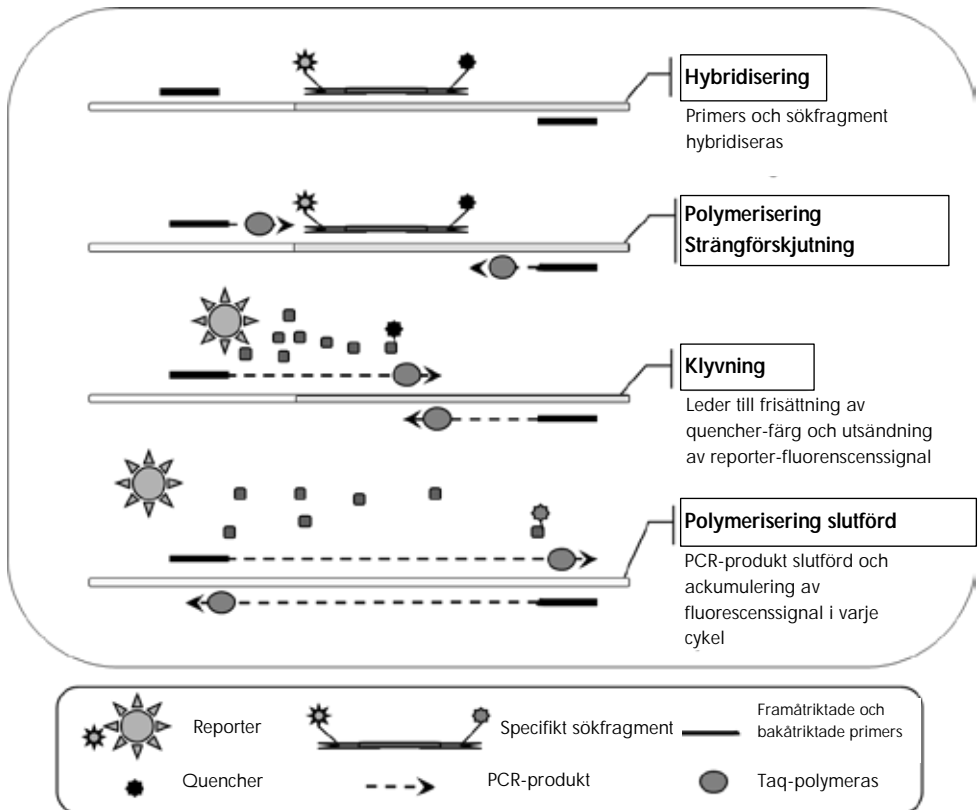 Hybridisering
Primers och sökfragment
hybridiseras
Polymerisering
Strängförskjutning
Klyvning
Leder till frisättning av
quencher-färg och utsändning
av reporter-fluorenscenssignal
Polymerisering slutförd
PCR-produkt slutförd och
ackumulering av
fluorescenssignal i varje
cykel
Reporter
Specifikt sökfragment
Framåtriktade och
bakåtriktade primers
Quencher
PCR-produkt
Taq-polymeras